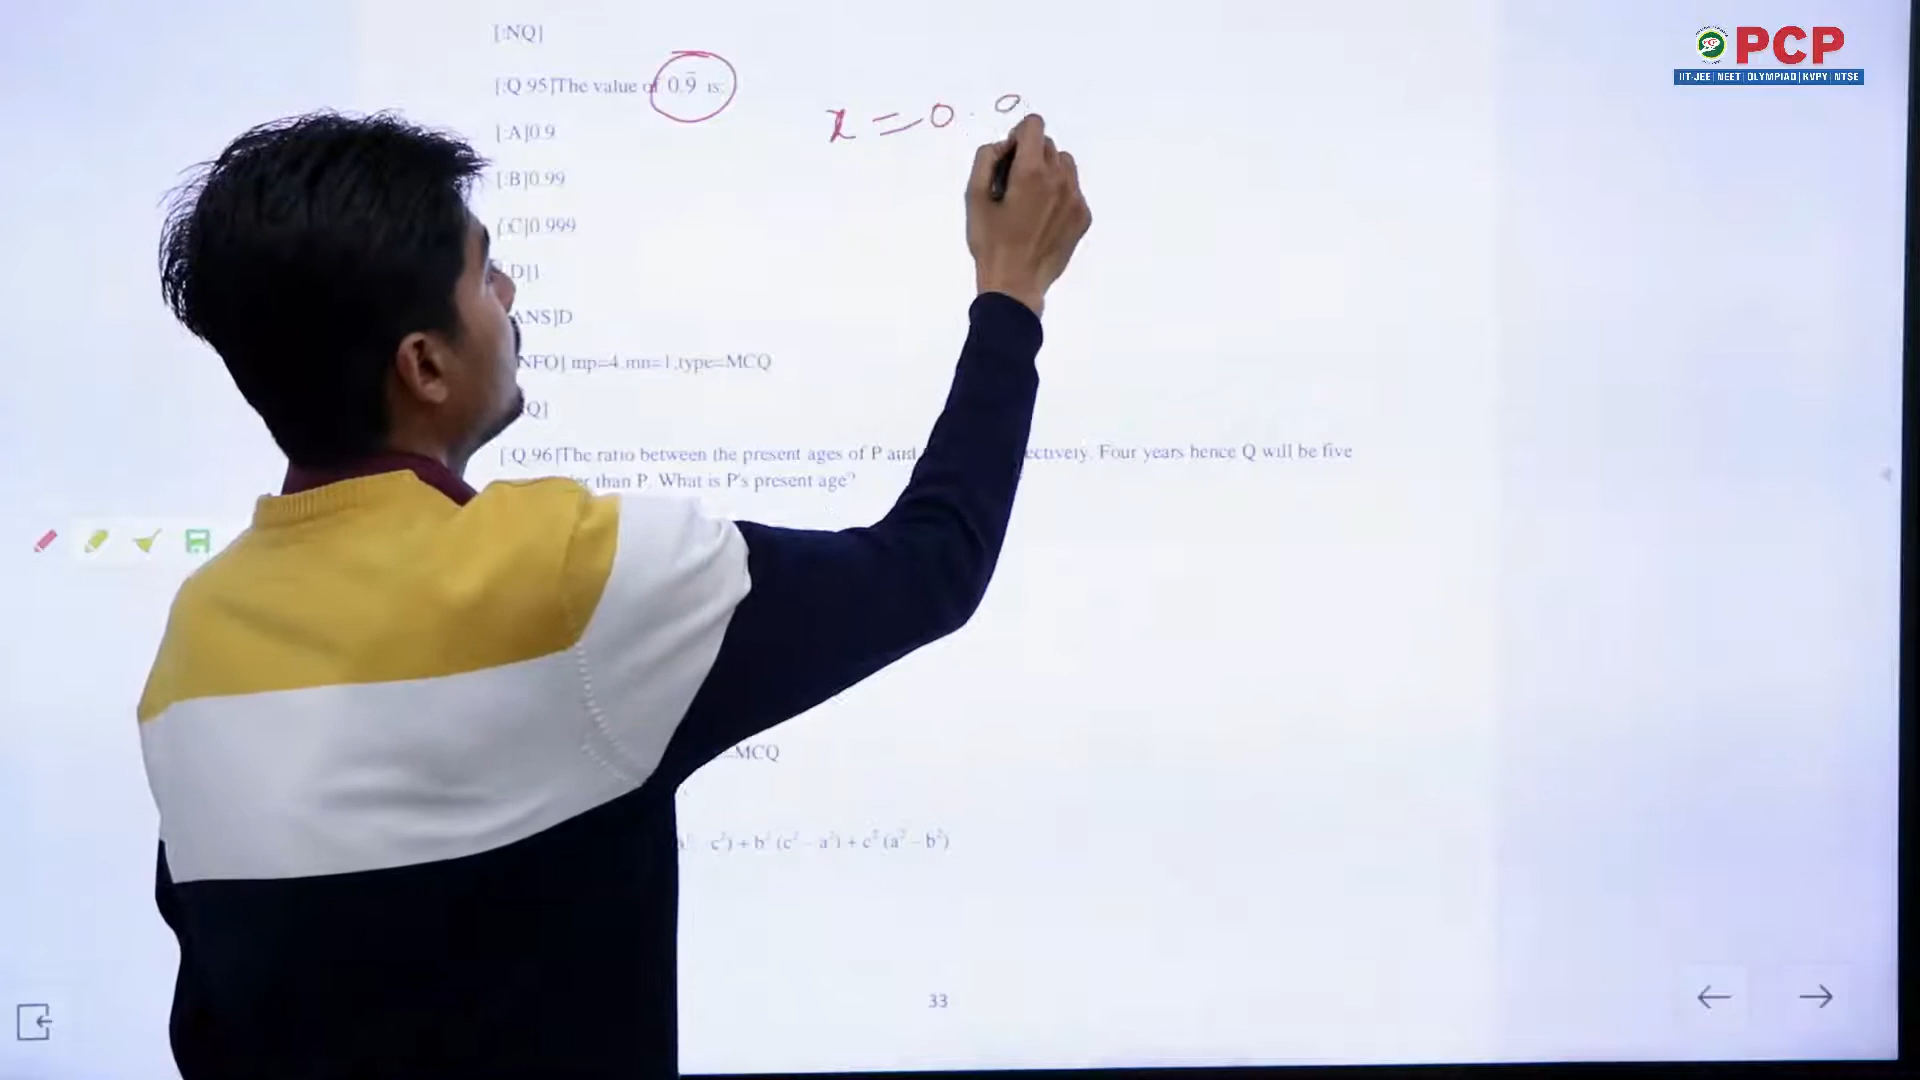 PCP
IIT-JEE | NEET | OLYMPIAD | KVPY | NTSE
[:NQ]
[:Q.95]The value of 0.9̅ is:
x = 0.
[:A]0.9
[:B]0.99
[:C]0.999
D]1
ANS]D
NFO] mp=4,mn=1,type=MCQ
Q]
[:Q.96]The ratio between the present ages of P and ectively. Four years hence Q will be five
than P. What is P's present age?
=MCQ
c²) + b² (c² – a²) + c² (a² – b²)
33